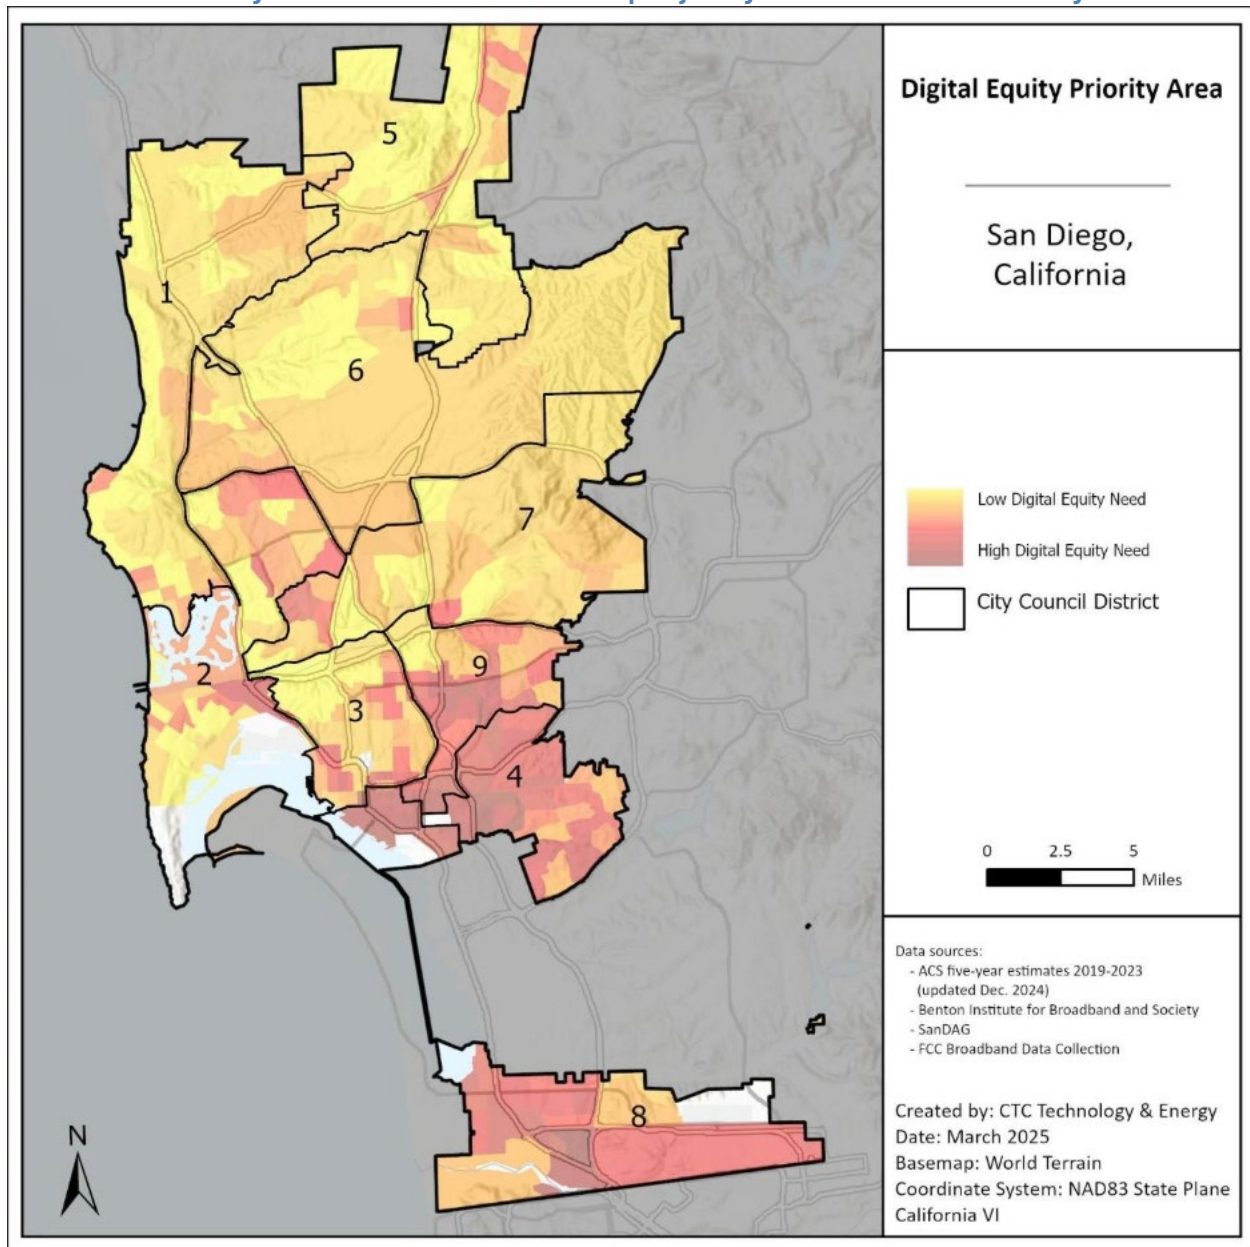 Digital Equity Priority Area
San Diego,
California
5
1
6
7
2
9
3
4
8
N
Low Digital Equity Need
High Digital Equity Need
City Council District
0 2.5 5
Miles
Data sources:
- ACS five-year estimates 2019-2023
(updated Dec. 2024)
- Benton Institute for Broadband and Society
- SanDAG
- FCC Broadband Data Collection
Created by: CTC Technology & Energy
Date: March 2025
Basemap: World Terrain
Coordinate System: NAD83 State Plane
California VI